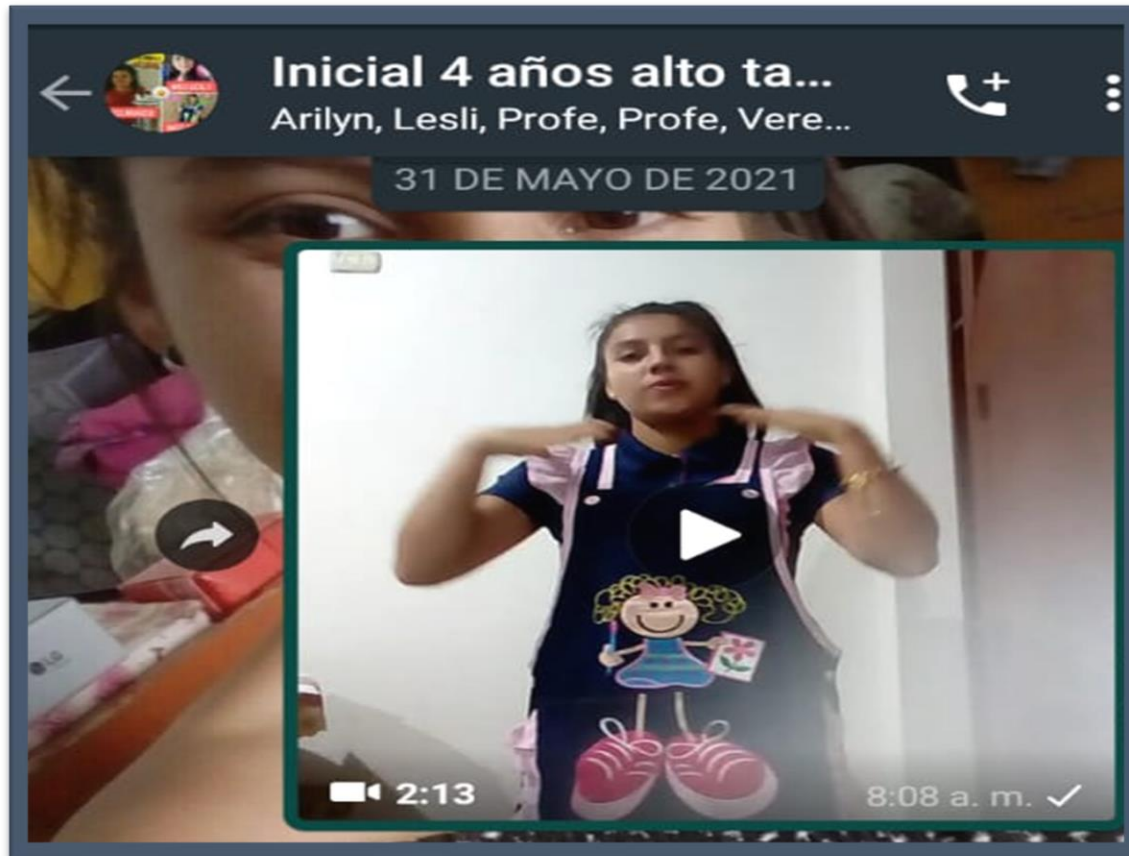 Inicial 4 años alto ta...
Arilyn, Lesli, Profe, Profe, Vere...
31 DE MAYO DE 2021
LG
2:13
8:08 a. m.